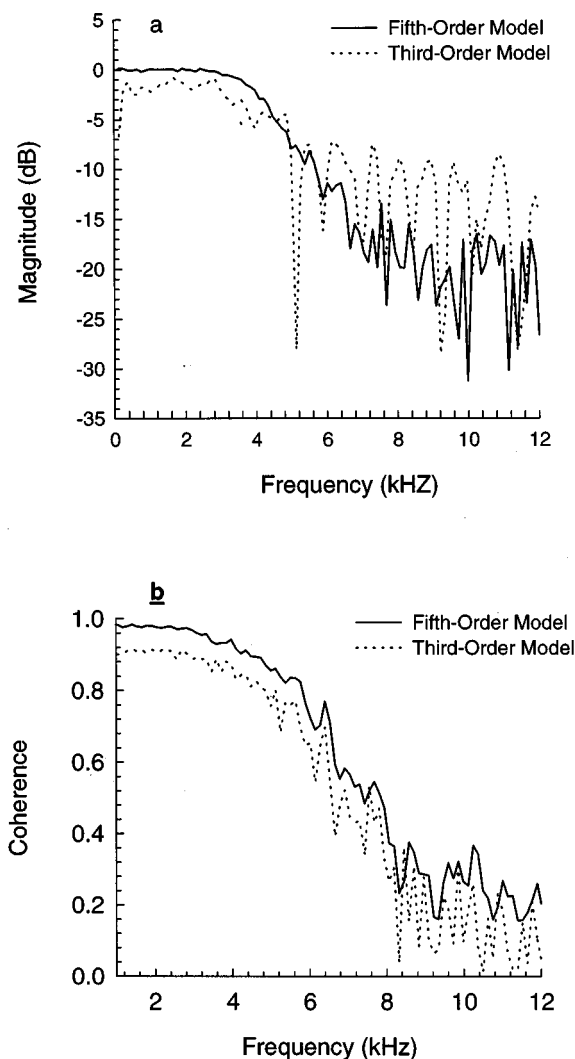 a
Fifth-Order Model
Third-Order Model
5
0
-5
-10
-15
-20
-25
-30
-35
Magnitude (dB)
0 2 4 6 8 10 12
Frequency (kHZ)
b
Fifth-Order Model
Third-Order Model
1.0
0.8
0.6
0.4
0.2
0.0
Coherence
2 4 6 8 10 12
Frequency (kHz)